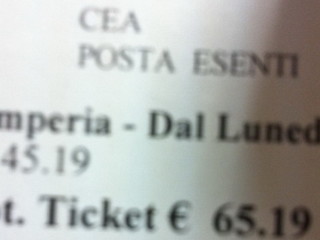 CEA
POSTA ESENTI
mperia - Dal Luned
45.19
t. Ticket € 65.19